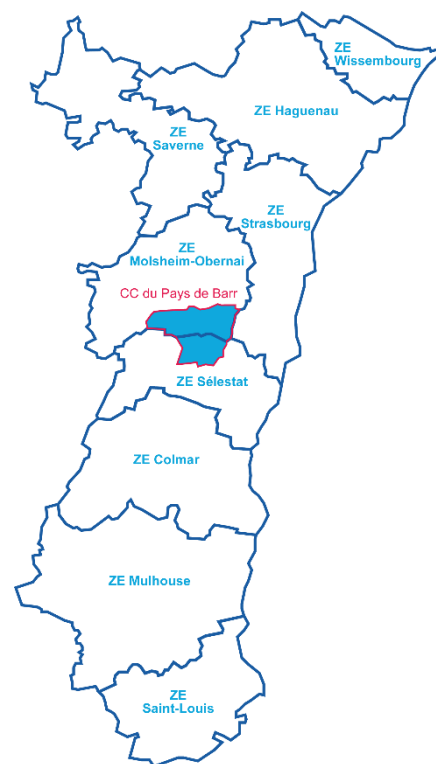 ZE
Wissembourg
ZE Haguenau
ZE
Saverne
ZE
Strasbourg
ZE
Molsheim-Obernai
CC du Pays de Barr
ZE Sélestat
ZE Colmar
ZE Mulhouse
ZE
Saint-Louis